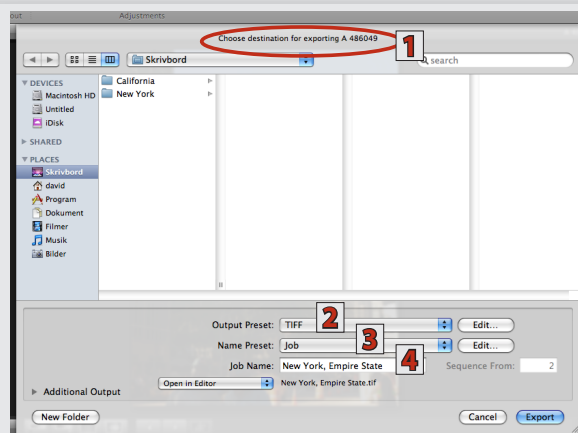 out
Adjustments
Choose destination for exporting A 486049
1
Skrivbord
search
DEVICES
Macintosh HD
Untitled
iDisk
SHARED
PLACES
Skrivbord
david
Program
Dokument
Filmer
Musik
Bilder
California
New York
2
Output Preset: TIFF Edit...
3
Name Preset: Job Edit...
4
Job Name: New York, Empire State Sequence From: 2
Open in Editor New York, Empire State.tif
Additional Output
New Folder Cancel Export